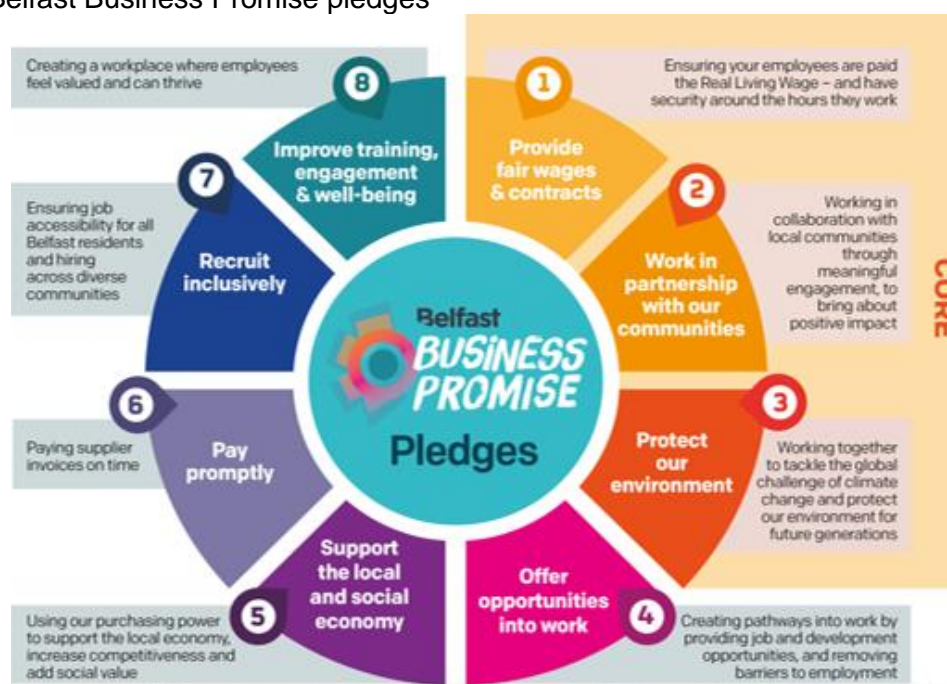 Belfast Business Promise pledges
Creating a workplace where employees
feel valued and can thrive
8
Improve training,
engagement
& well-being
1
Provide
fair wages
& contracts
Ensuring your employees are paid
the Real Living Wage – and have
security around the hours they work
7
Recruit
inclusively
Ensuring job
accessibility for all
Belfast residents
and hiring
across diverse
communities
2
Work in
partnership
with our
communities
Working in
collaboration with
local communities
through
meaningful
engagement, to
bring about
positive impact
CORE
Belfast
BUSINESS
PROMISE
Pledges
6
Pay
promptly
Paying supplier
invoices on time
3
Protect
our
environment
Working together
to tackle the global
challenge of climate
change and protect
our environment for
future generations
5
Support
the local
and social
economy
Using our purchasing power
to support the local economy,
increase competitiveness and
add social value
4
Offer
opportunities
into work
Creating pathways into work by
providing job and development
opportunities, and removing
barriers to employment